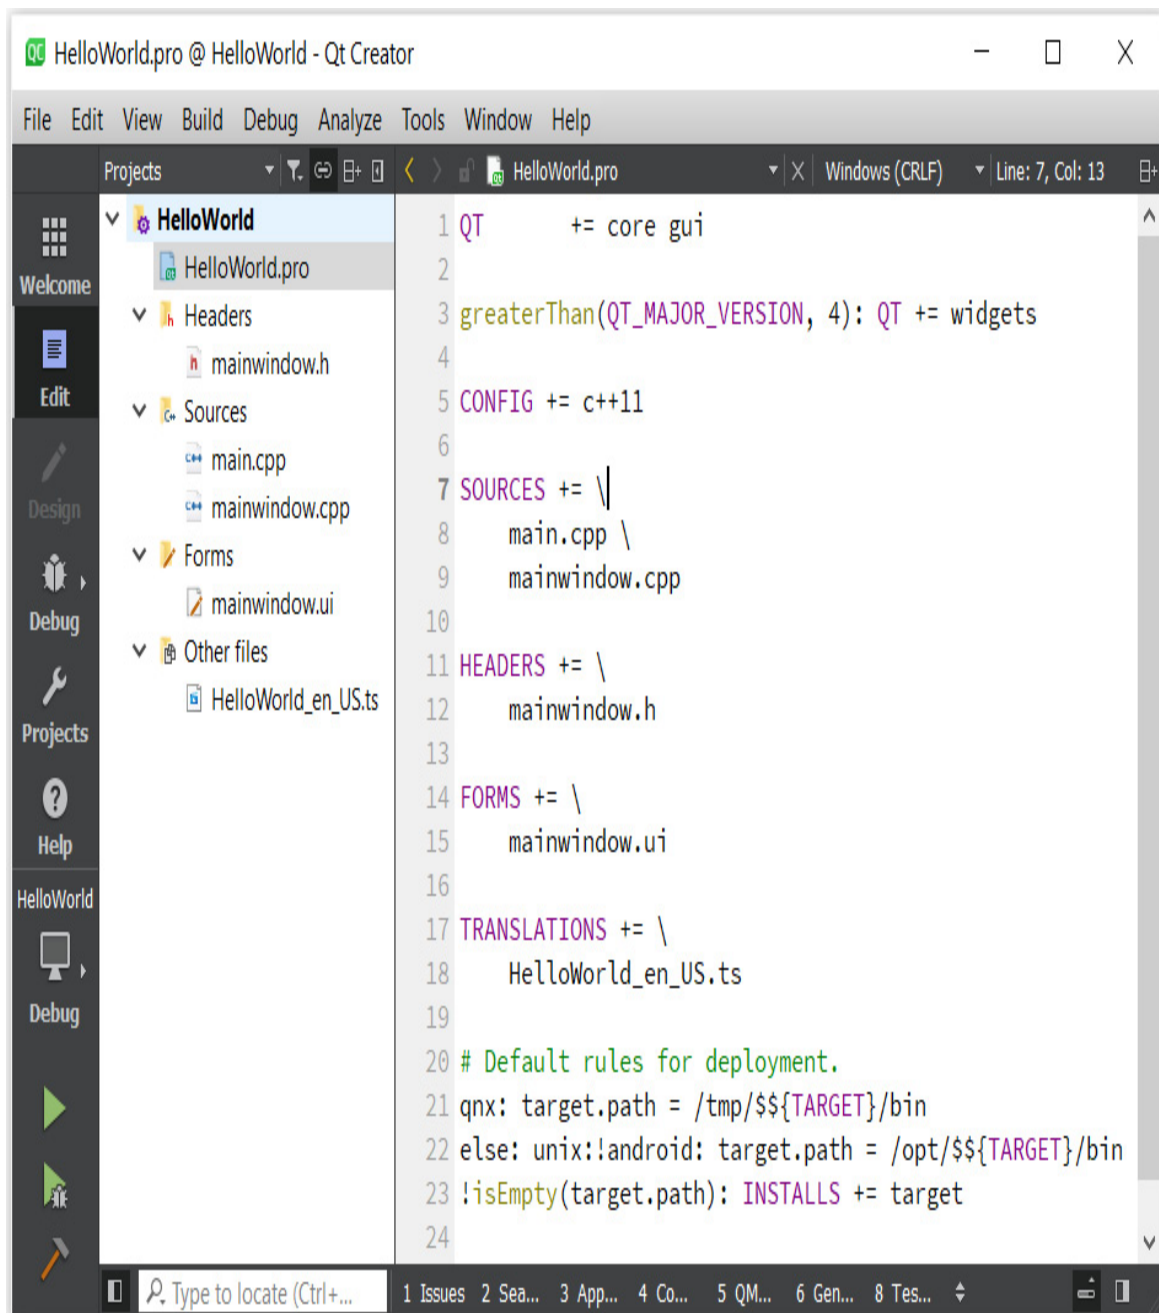 QC HelloWorld.pro @ HelloWorld - Qt Creator
File Edit View Build Debug Analyze Tools Window Help
Projects
HelloWorld.pro
Windows (CRLF)
Line: 7, Col: 13
Welcome
Edit
Design
Debug
Projects
Help
HelloWorld
Debug
HelloWorld
HelloWorld.pro
Headers
mainwindow.h
Sources
main.cpp
mainwindow.cpp
Forms
mainwindow.ui
Other files
HelloWorld_en_US.ts
1 QT       += core gui
2
3 greaterThan(QT_MAJOR_VERSION, 4): QT += widgets
4
5 CONFIG += c++11
6
7 SOURCES += \
8     main.cpp \
9     mainwindow.cpp
10
11 HEADERS += \
12     mainwindow.h
13
14 FORMS += \
15     mainwindow.ui
16
17 TRANSLATIONS += \
18     HelloWorld_en_US.ts
19
20 # Default rules for deployment.
21 qnx: target.path = /tmp/$${TARGET}/bin
22 else: unix:!android: target.path = /opt/$${TARGET}/bin
23 !isEmpty(target.path): INSTALLS += target
24
Type to locate (Ctrl+...
1 Issues 2 Sea... 3 App... 4 Co... 5 QM... 6 Gen... 8 Tes...